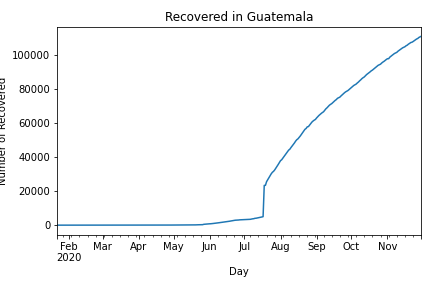 Recovered in Guatemala
Number of Recovered
100000
80000
60000
40000
20000
0
Feb Mar Apr May Jun Jul Aug Sep Oct Nov
2020
Day